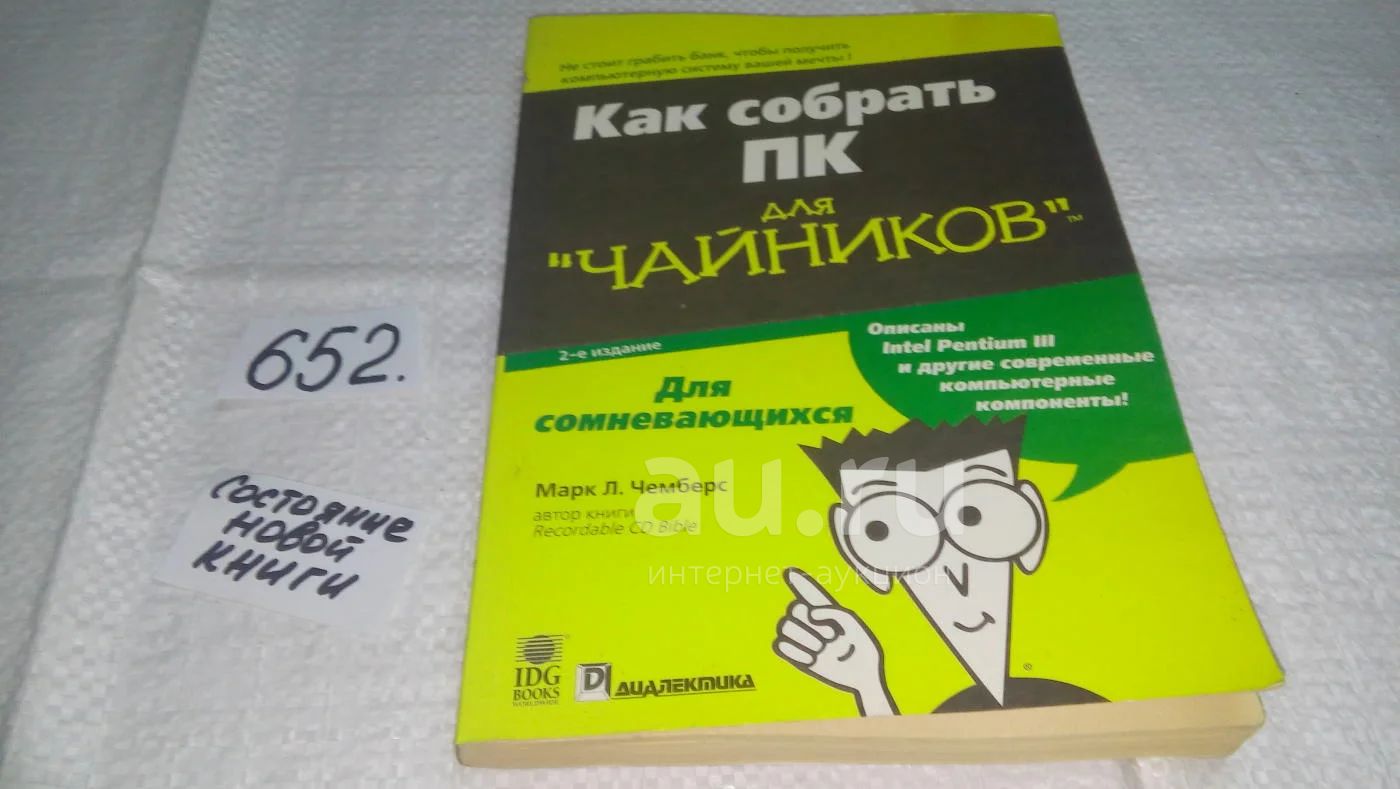 Не стоит грабить банк, чтобы получить
компьютерную систему вашей мечты!
Как собрать
ПК
для
"ЧАЙНИКОВ"™
2-е издание
Описаны
Intel Pentium III
и другие современные
компьютерные
компоненты!
Для
сомневающихся
Марк Л. Чемберс
автор книги
Recordable CD Bible
IDG
BOOKS
WORLDWIDE
®
D ДИАЛЕКТИКА
®
652.
состояние
новой
книги
au.ru
интернет аукцион